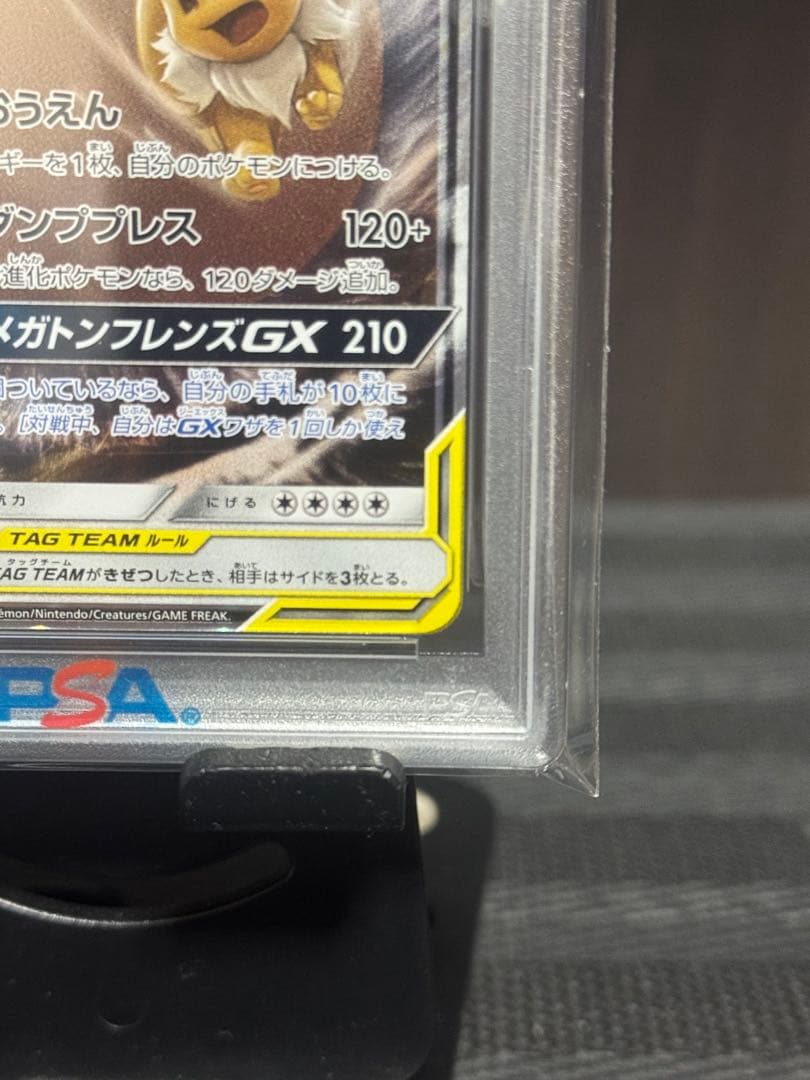 おうえん
ギーを1枚、自分のポケモンにつける。
ダンププレス 120+
進化ポケモンなら、120ダメージ追加。
メガトンフレンズGX 210
ついているなら、自分の手札が10枚に
[対戦中、自分はGXワザを1回しか使え
抗力 にげる
TAG TEAM ルール
TAG TEAMがきぜつしたとき、相手はサイドを3枚とる。
émon/Nintendo/Creatures/GAME FREAK.
PSA® PSA